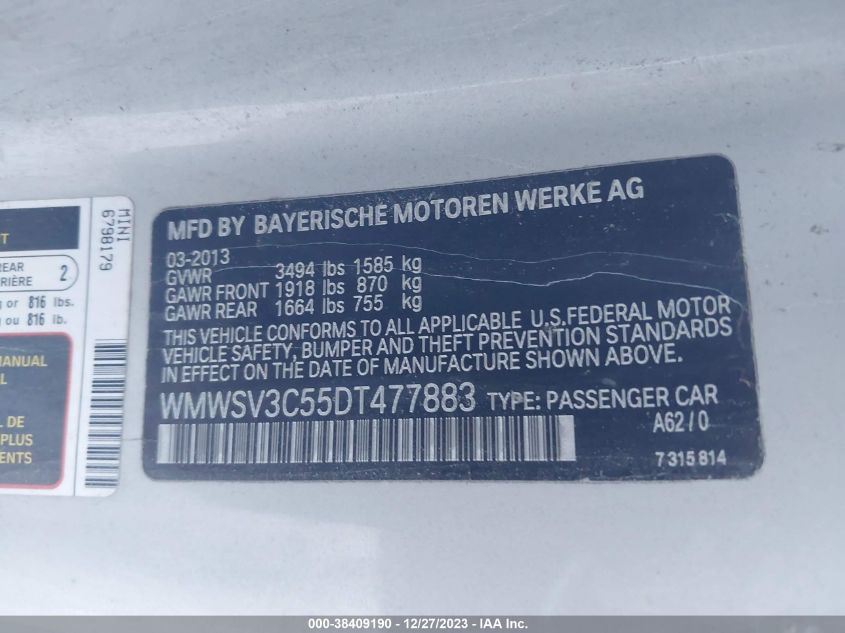 MFD BY BAYERISCHE MOTOREN WERKE AG
03-2013
GVWR 3494 lbs 1585 kg
GAWR FRONT 1918 lbs 870 kg
GAWR REAR 1664 lbs 755 kg
THIS VEHICLE CONFORMS TO ALL APPLICABLE U.S.FEDERAL MOTOR
VEHICLE SAFETY, BUMPER AND THEFT PREVENTION STANDARDS
IN EFFECT ON THE DATE OF MANUFACTURE SHOWN ABOVE.
WMWSV3C55DT477883 TYPE: PASSENGER CAR
A62/0
7 315 814
MINI
6798179
REAR
2
or 816 lbs.
ou 816 lb.
MANUAL
DE
PLUS
000-38409190 - 12/27/2023 - IAA Inc.